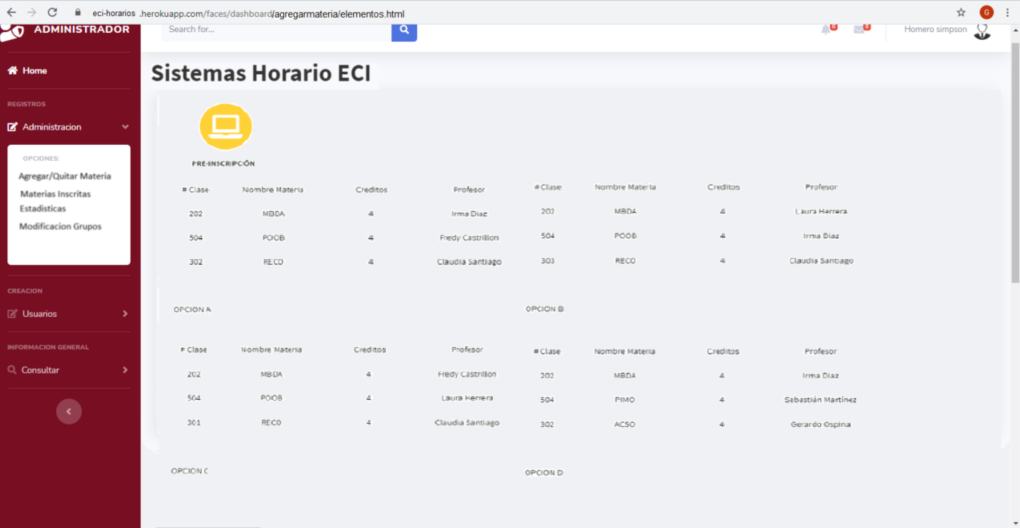 eci-horarios .herokuapp.com/faces/dashboard/agregarmateria/elementos.html
G
ADMINISTRADOR
Search for...
Homero simpson
Home
Sistemas Horario ECI
REGISTROS
Administracion
OPCIONES:
Agregar/Quitar Materia
Materias Inscritas
Estadisticas
Modificacion Grupos
CREACION
Usuarios
INFORMACION GENERAL
Consultar
PRE-INSCRIPCIÓN
# Clase Nombre Materia Creditos Profesor
202 MBDA 4 Irma Diaz
504 POOB 4 Fredy Castrillon
302 RECO 4 Claudia Santiago
OPCION A
# Clase Nombre Materia Creditos Profesor
202 MBDA 4 Laura Herrera
504 POOB 4 Irma Diaz
303 RECO 4 Claudia Santiago
OPCION B
# Clase Nombre Materia Creditos Profesor
202 MBDA 4 Fredy Castrillon
504 POOB 4 Laura Herrera
301 RECO 4 Claudia Santiago
OPCION C
# Clase Nombre Materia Creditos Profesor
202 MBDA 4 Irma Diaz
504 PIMO 4 Sebastián Martínez
302 ACSO 4 Gerardo Ospina
OPCION D